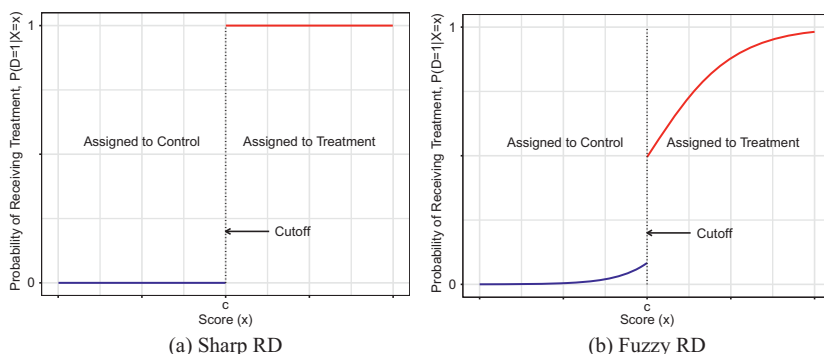 Probability of Receiving Treatment, P(D=1|X=x)
1
Assigned to Control
Assigned to Treatment
Cutoff
0
c
Score (x)
(a) Sharp RD
Probability of Receiving Treatment, P(D=1|X=x)
1
Assigned to Control
Assigned to Treatment
Cutoff
0
c
Score (x)
(b) Fuzzy RD